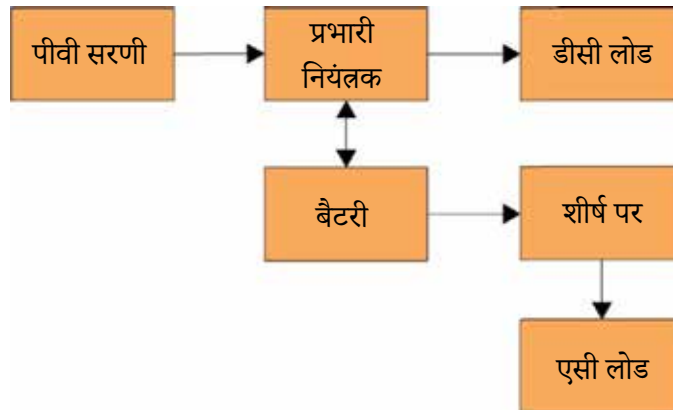 पीवी सरणी
प्रभारी
नियंत्रक
डीसी लोड
बैटरी
शीर्ष पर
एसी लोड